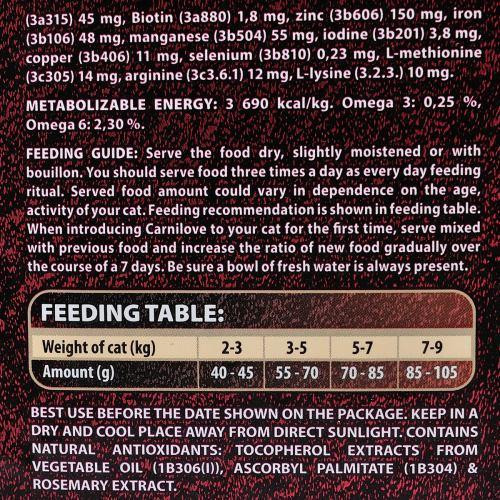 (3a315) 45 mg, Biotin (3a880) 1,8 mg, zinc (3b606) 150 mg, iron
(3b106) 48 mg, manganese (3b504) 55 mg, iodine (3b201) 3,8 mg,
copper (3b406) 11 mg, selenium (3b810) 0,23 mg, L-methionine
(3c305) 14 mg, arginine (3c3.6.1) 12 mg, L-lysine (3.2.3.) 10 mg.
METABOLIZABLE ENERGY: 3 690 kcal/kg. Omega 3: 0,25 %,
Omega 6: 2,30 %.
FEEDING GUIDE: Serve the food dry, slightly moistened or with
bouillon. You should serve food three times a day as every day feeding
ritual. Served food amount could vary in dependence on the age,
activity of your cat. Feeding recommendation is shown in feeding table.
When introducing Carnilove to your cat for the first time, serve mixed
with previous food and increase the ratio of new food gradually over
the course of a 7 days. Be sure a bowl of fresh water is always present.
FEEDING TABLE:
Weight of cat (kg) 2-3 3-5 5-7 7-9
Amount (g) 40 - 45 55 - 70 70 - 85 85 - 105
BEST USE BEFORE THE DATE SHOWN ON THE PACKAGE. KEEP IN A
DRY AND COOL PLACE AWAY FROM DIRECT SUNLIGHT. CONTAINS
NATURAL ANTIOXIDANTS: TOCOPHEROL EXTRACTS FROM
VEGETABLE OIL (1B306(I)), ASCORBYL PALMITATE (1B304) &
ROSEMARY EXTRACT.